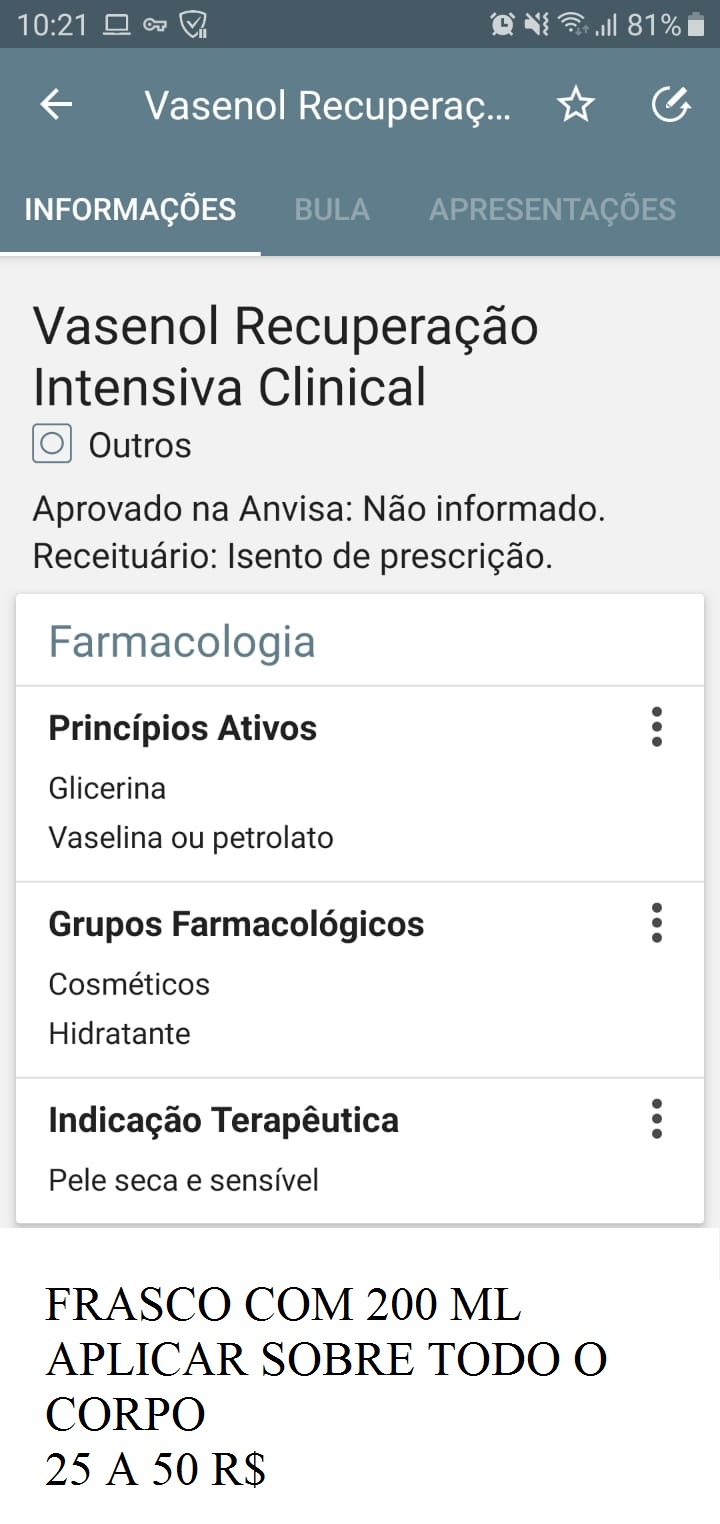 10:21 81%
Vasenol Recuperaç...
INFORMAÇÕES BULA APRESENTAÇÕES
Vasenol Recuperação
Intensiva Clinical
Outros
Aprovado na Anvisa: Não informado.
Receituário: Isento de prescrição.
Farmacologia
Princípios Ativos
Glicerina
Vaselina ou petrolato
Grupos Farmacológicos
Cosméticos
Hidratante
Indicação Terapêutica
Pele seca e sensível
FRASCO COM 200 ML
APLICAR SOBRE TODO O
CORPO
25 A 50 R$